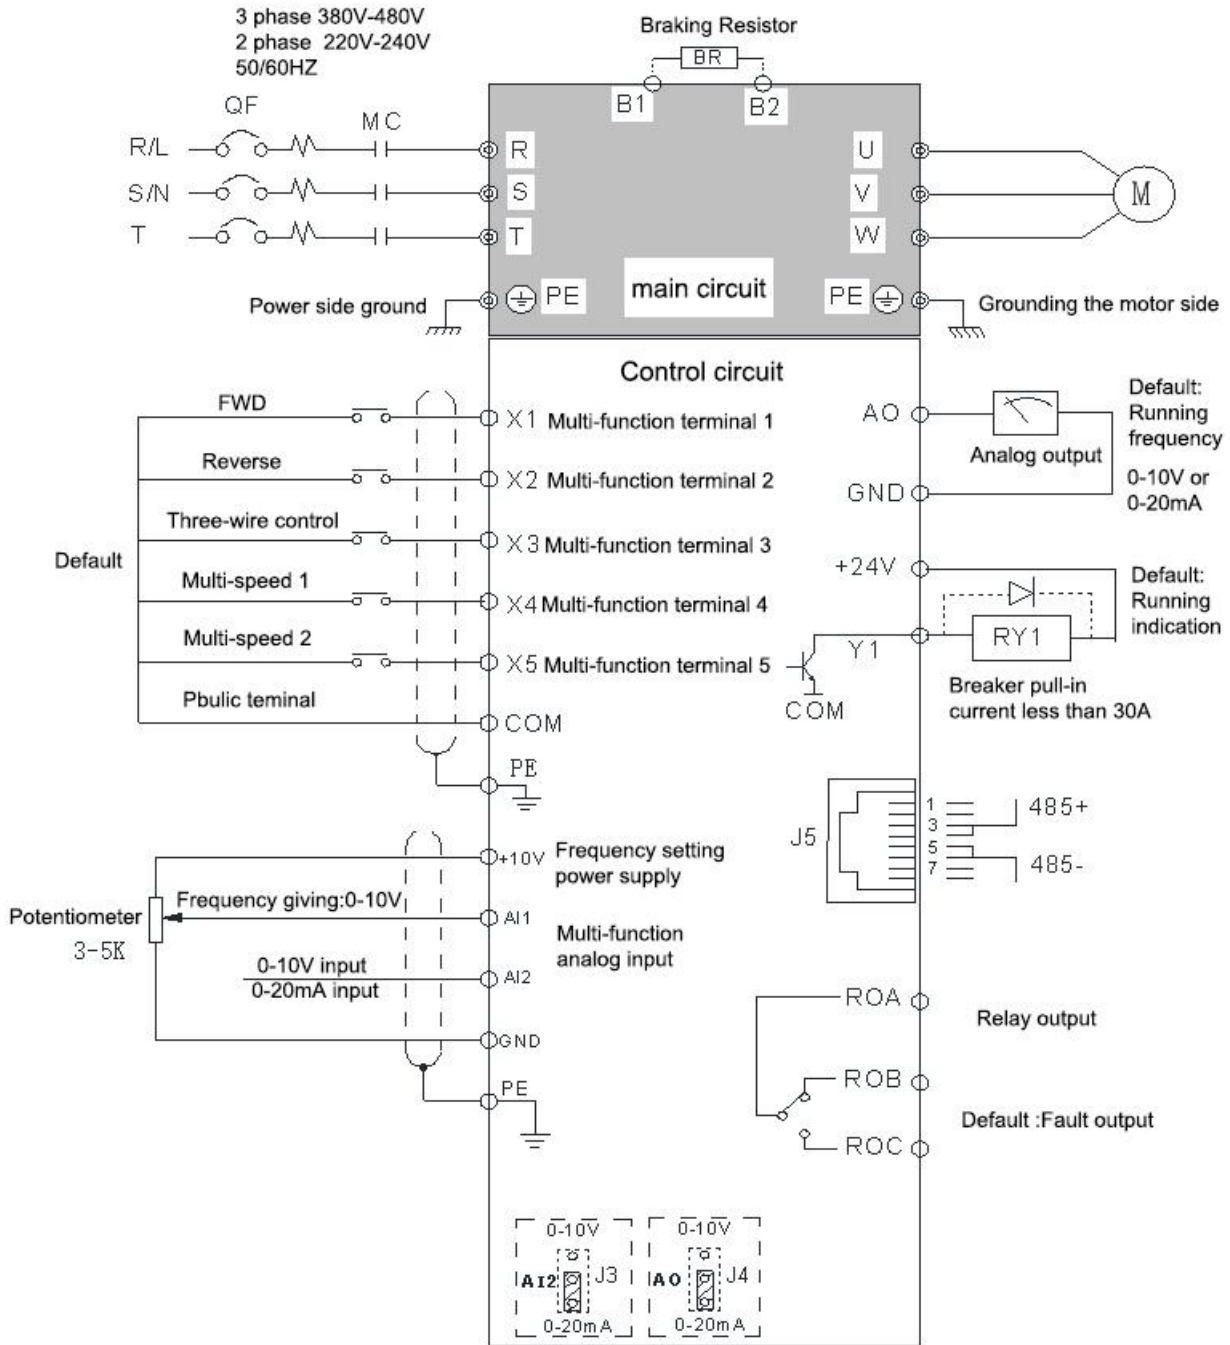 3 phase 380V-480V
2 phase 220V-240V
50/60HZ
Braking Resistor
BR
B1
B2
QF
MC
R/L
R
U
S/N
S
V
M
T
T
W
Power side ground
PE
main circuit
PE
Grounding the motor side
Control circuit
FWD
X1 Multi-function terminal 1
AO
Analog output
Default:
Running
frequency
0-10V or
0-20mA
Reverse
X2 Multi-function terminal 2
GND
Three-wire control
X3 Multi-function terminal 3
Default
+24V
Default:
Running
indication
Multi-speed 1
X4 Multi-function terminal 4
RY1
Y1
Multi-speed 2
X5 Multi-function terminal 5
COM
Breaker pull-in
current less than 30A
Pbulic teminal
COM
PE
J5
1
3
5
7
485+
485-
+10V
Frequency setting
power supply
Potentiometer
3-5K
Frequency giving:0-10V
AI1
Multi-function
analog input
0-10V input
0-20mA input
AI2
GND
PE
ROA
Relay output
ROB
Default :Fault output
ROC
0-10V
AI2
J3
0-20mA
0-10V
AO
J4
0-20mA